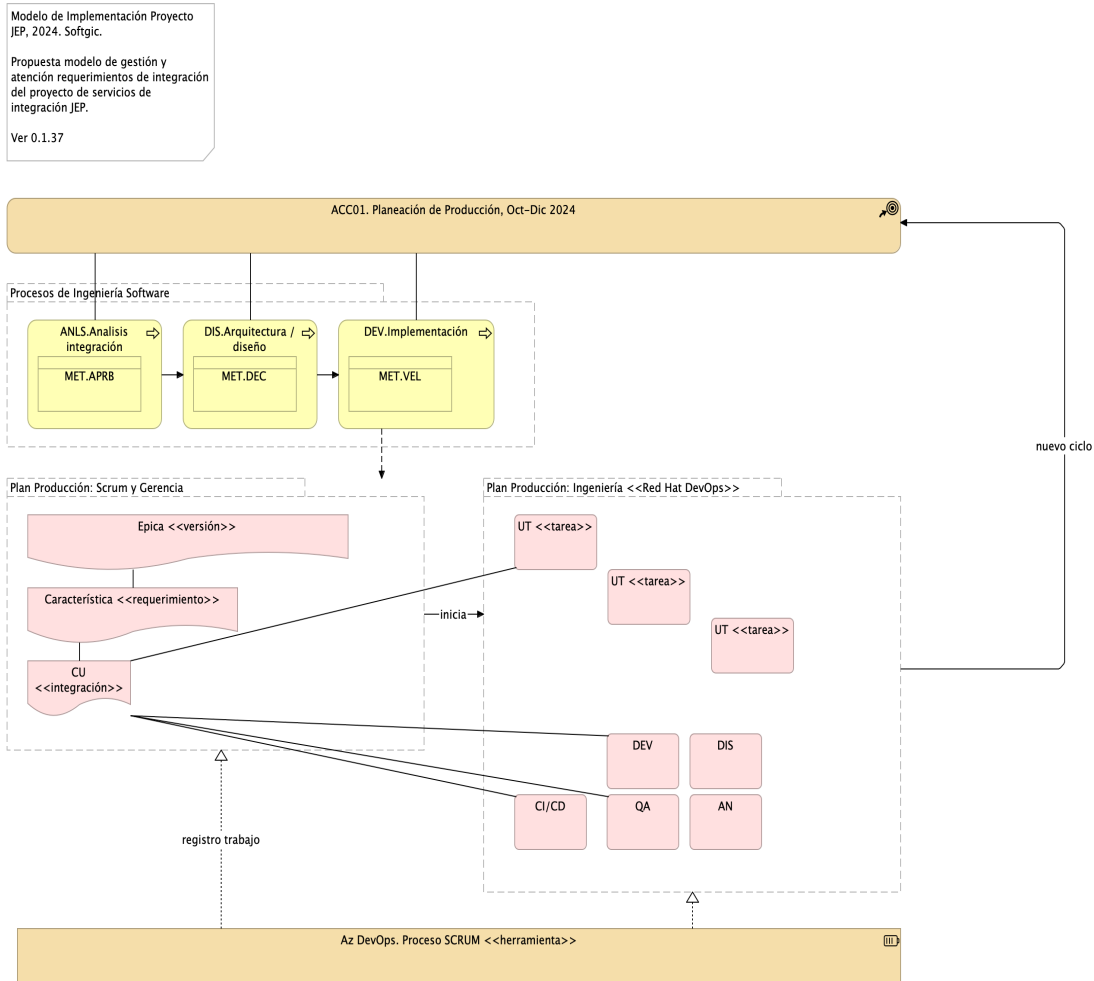 Modelo de Implementación Proyecto
JEP, 2024. Softgic.
Propuesta modelo de gestión y
atención requerimientos de integración
del proyecto de servicios de
integración JEP.
Ver 0.1.37
ACC01. Planeación de Producción, Oct-Dic 2024
Procesos de Ingeniería Software
ANLS.Analisis
integración
MET.APRB
DIS.Arquitectura /
diseño
MET.DEC
DEV.Implementación
MET.VEL
nuevo ciclo
Plan Producción: Scrum y Gerencia
Epica <<versión>>
Característica <<requerimiento>>
CU
<<integración>>
inicia
Plan Producción: Ingeniería <<Red Hat DevOps>>
UT <<tarea>>
UT <<tarea>>
UT <<tarea>>
DEV
DIS
CI/CD
QA
AN
registro trabajo
Az DevOps. Proceso SCRUM <<herramienta>>